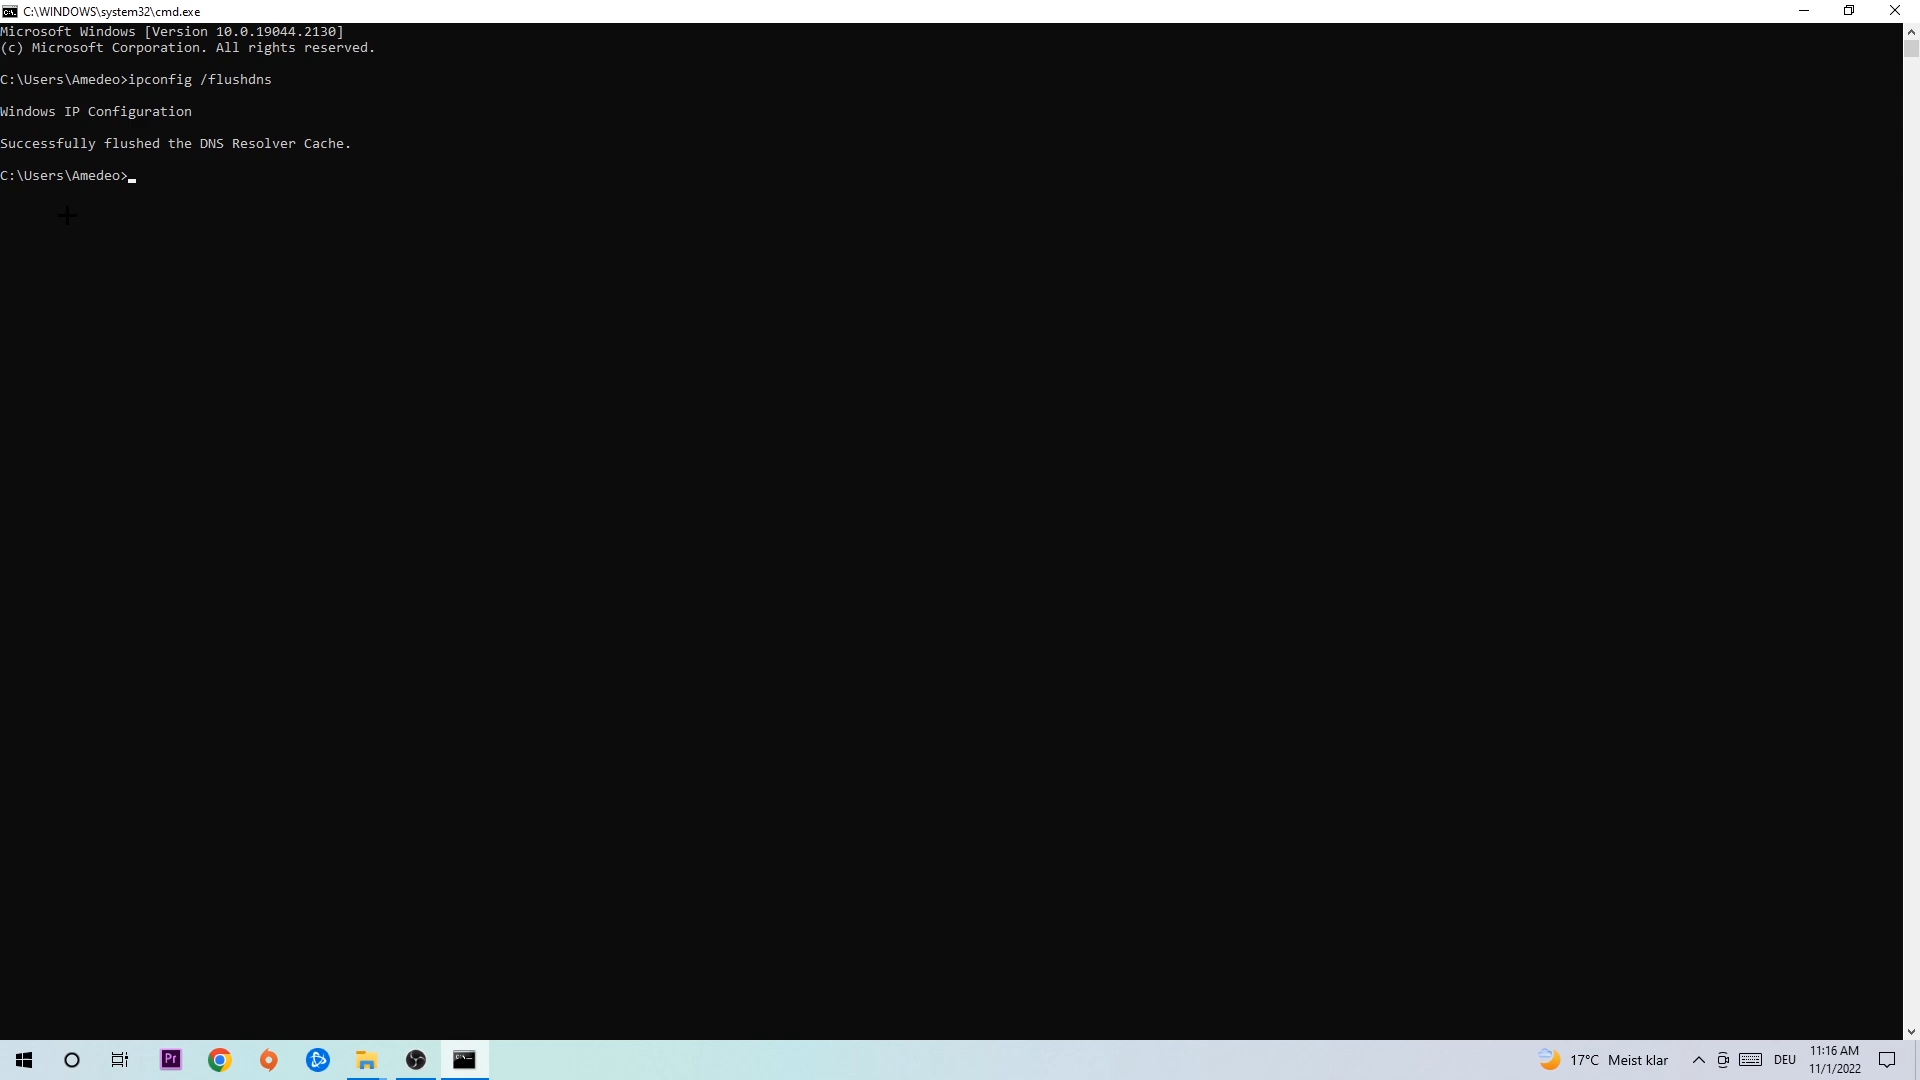 C:\WINDOWS\system32\cmd.exe
Microsoft Windows [Version 10.0.19044.2130]
(c) Microsoft Corporation. All rights reserved.
C:\Users\Amedeo>ipconfig /flushdns
Windows IP Configuration
Successfully flushed the DNS Resolver Cache.
C:\Users\Amedeo>
Pr
17°C Meist klar
DEU
11:16 AM
11/1/2022